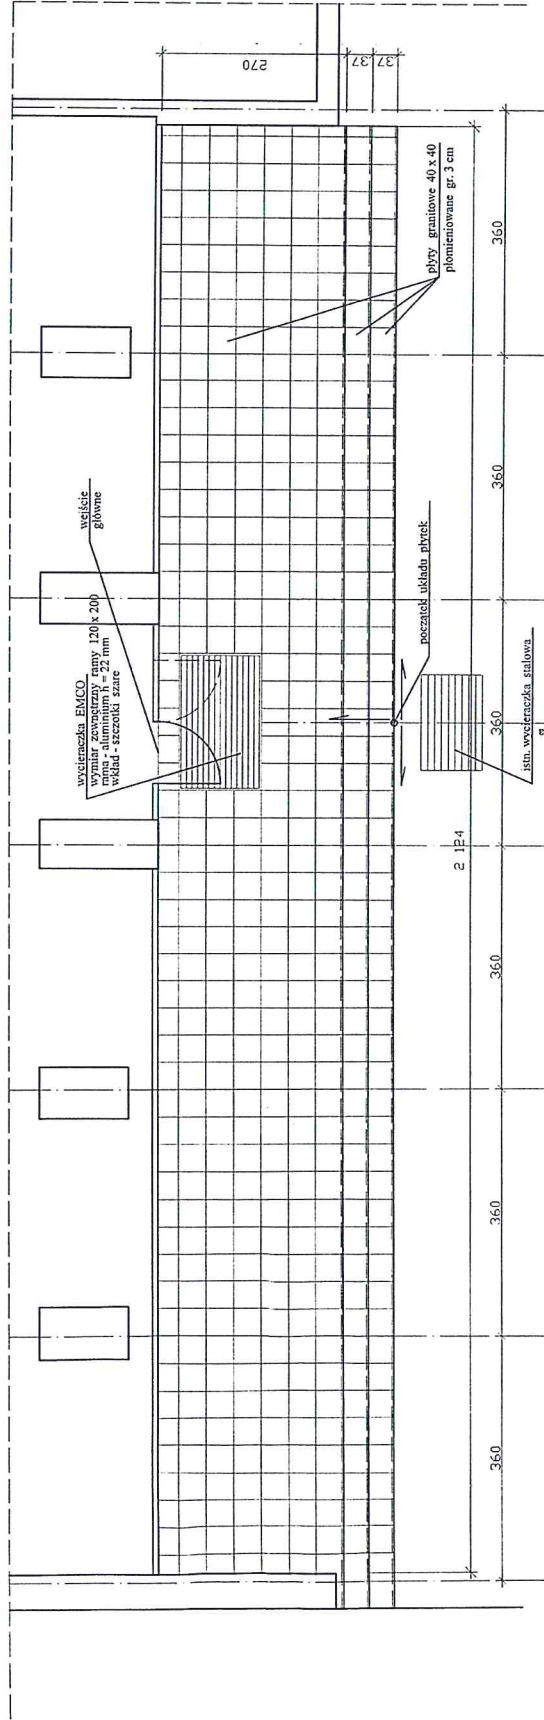 wycieraczka EMCO
wymiar zewnętrzny ramy 120 x 200
rama - aluminium h = 22 mm
wkład - szczotki szare
wejście
główne
płyty granitowe 40 x 40
płomieniowane gr. 3 cm
początek układu płytek
istn. wycieraczka stalowa
270
37
37
2 124
360
360
360
360
360
360